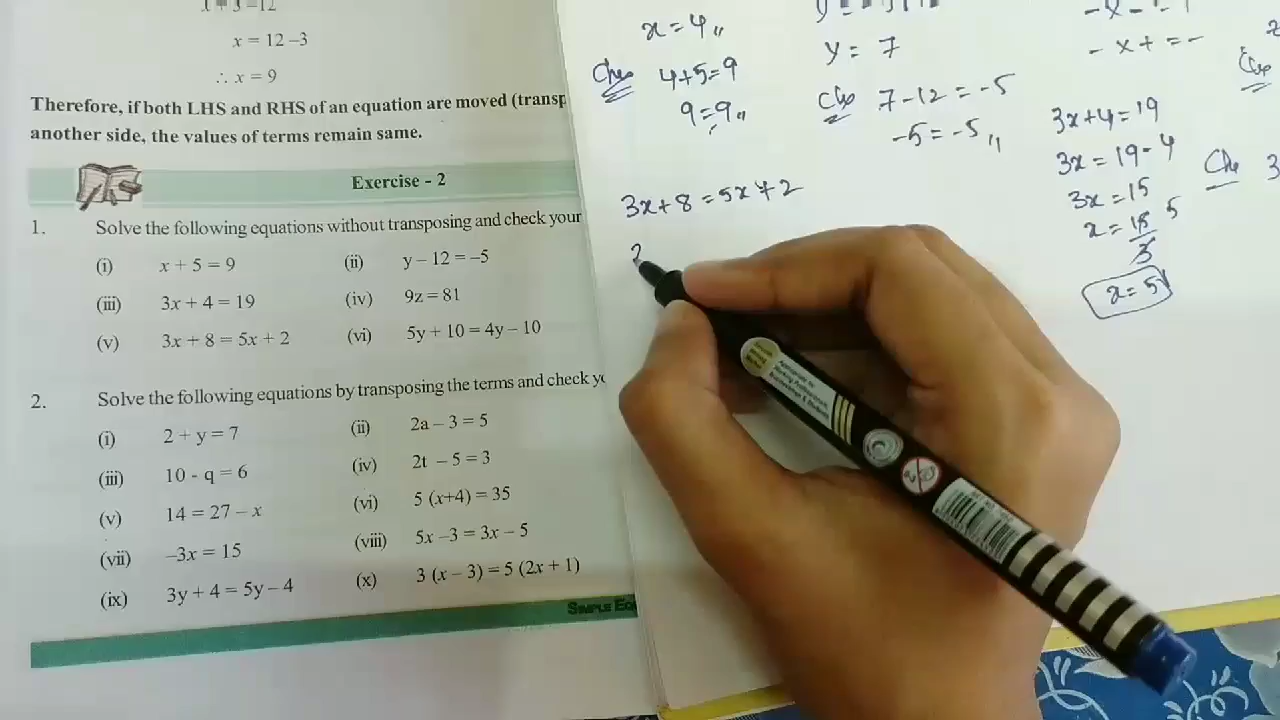 x = 12 –3
∴ x = 9
Therefore, if both LHS and RHS of an equation are moved (transp
another side, the values of terms remain same.
Exercise - 2
1. Solve the following equations without transposing and check your
(i) x + 5 = 9 (ii) y – 12 = –5
(iii) 3x + 4 = 19 (iv) 9z = 81
(v) 3x + 8 = 5x + 2 (vi) 5y + 10 = 4y – 10
2. Solve the following equations by transposing the terms and check yo
(i) 2 + y = 7 (ii) 2a – 3 = 5
(iii) 10 - q = 6 (iv) 2t – 5 = 3
(v) 14 = 27 – x (vi) 5 (x+4) = 35
(vii) –3x = 15 (viii) 5x –3 = 3x – 5
(ix) 3y + 4 = 5y – 4 (x) 3 (x – 3) = 5 (2x + 1)
x = 4
4+5=9
9=9
y = 7
7-12 = -5
-5 = -5
3x+8 = 5x+2
3x+4=19
3x = 19-4
3x = 15
x = 15 5
3
x = 5